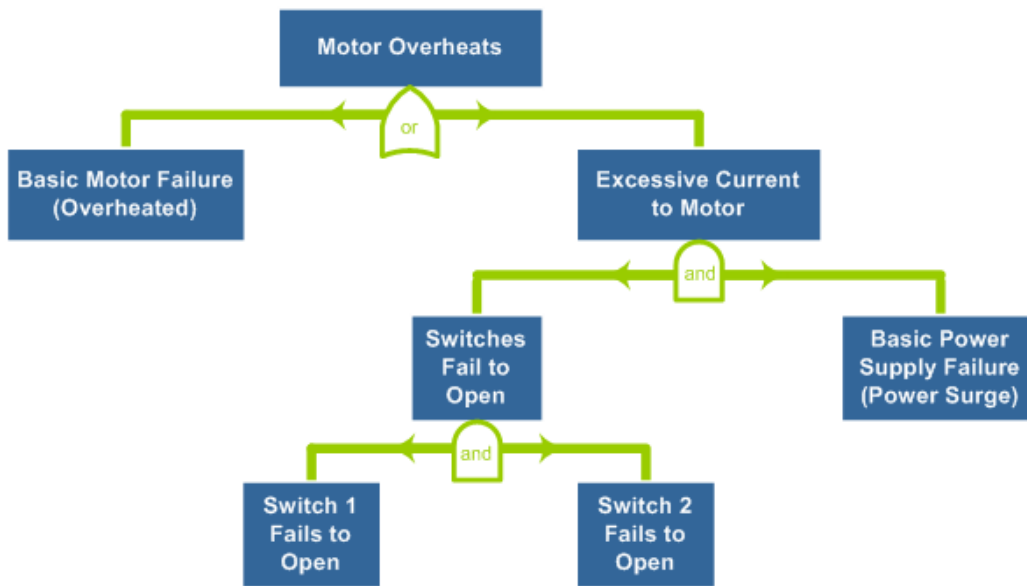 Motor Overheats
or
Basic Motor Failure
(Overheated)
Excessive Current
to Motor
and
Switches
Fail to
Open
Basic Power
Supply Failure
(Power Surge)
and
Switch 1
Fails to
Open
Switch 2
Fails to
Open